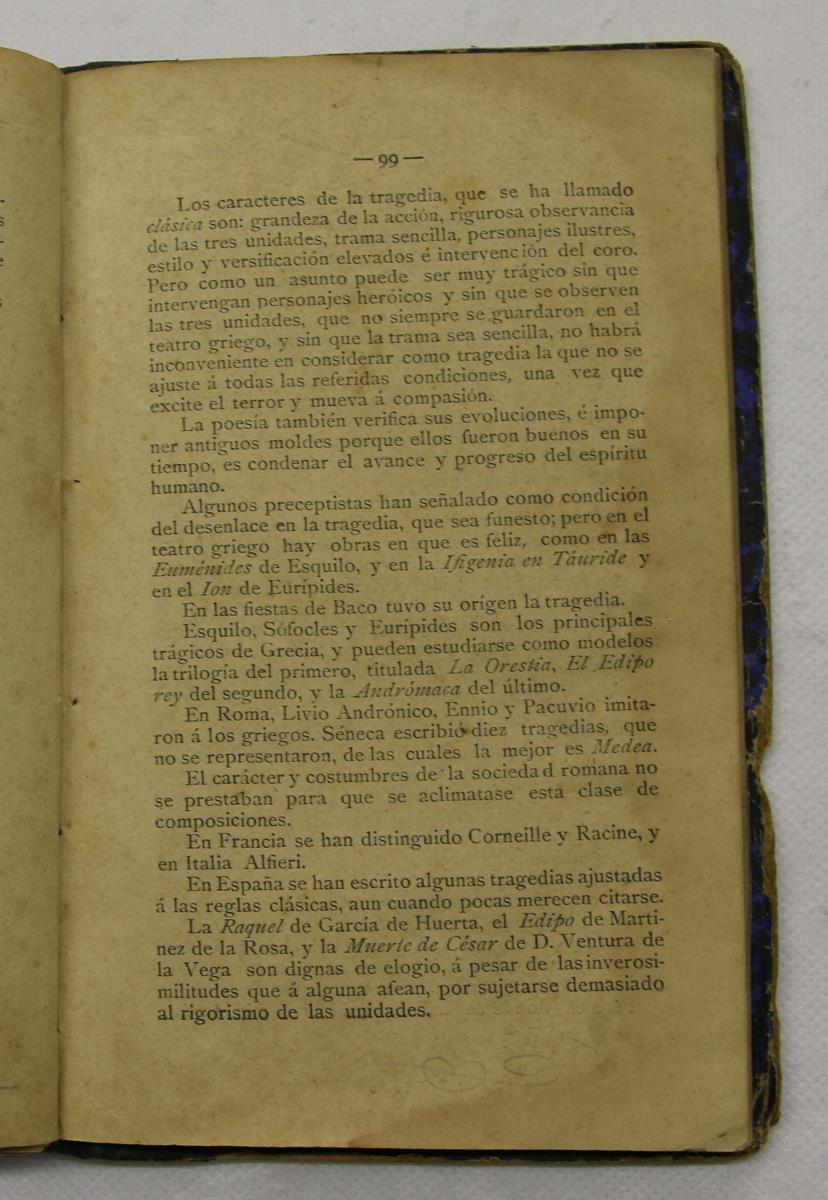 — 99 —
Los caracteres de la tragedia, que se ha llamado
clásica son: grandeza de la acción, rigurosa observancia
de las tres unidades, trama sencilla, personajes ilustres,
estilo y versificación elevados é intervención del coro.
Pero como un asunto puede ser muy trágico sin que
intervengan personajes heróicos y sin que se observen
las tres unidades, que no siempre se guardaron en el
teatro griego, y sin que la trama sea sencilla, no habrá
inconveniente en considerar como tragedia la que no se
ajuste á todas las referidas condiciones, una vez que
excite el terror y mueva á compasión.
La poesía también verifica sus evoluciones, é impo-
ner antiguos moldes porque ellos fueron buenos en su
tiempo, es condenar el avance y progreso del espíritu
humano.
Algunos preceptistas han señalado como condición
del desenlace en la tragedia, que sea funesto; pero en el
teatro griego hay obras en que es feliz, como en las
Euménides de Esquilo, y en la Ifigenia en Táuride y
en el Ion de Eurípides.
En las fiestas de Baco tuvo su orígen la tragedia.
Esquilo, Sófocles y Eurípides son los principales
trágicos de Grecia, y pueden estudiarse como modelos
la trilogía del primero, titulada La Orestia, El Edipo
rey del segundo, y la Andrómaca del último.
En Roma, Livio Andrónico, Ennio y Pacuvio imita-
ron á los griegos. Séneca escribió diez tragedias, que
no se representaron, de las cuales la mejor es Medea.
El carácter y costumbres de la sociedad romana no
se prestaban para que se aclimatase esta clase de
composiciones.
En Francia se han distinguido Corneille y Racine, y
en Italia Alfieri.
En España se han escrito algunas tragedias ajustadas
á las reglas clásicas, aun cuando pocas merecen citarse.
La Raquel de García de Huerta, el Edipo de Marti-
nez de la Rosa, y la Muerte de César de D. Ventura de
la Vega son dignas de elogio, á pesar de las inverosi-
militudes que á alguna afean, por sujetarse demasiado
al rigorismo de las unidades.